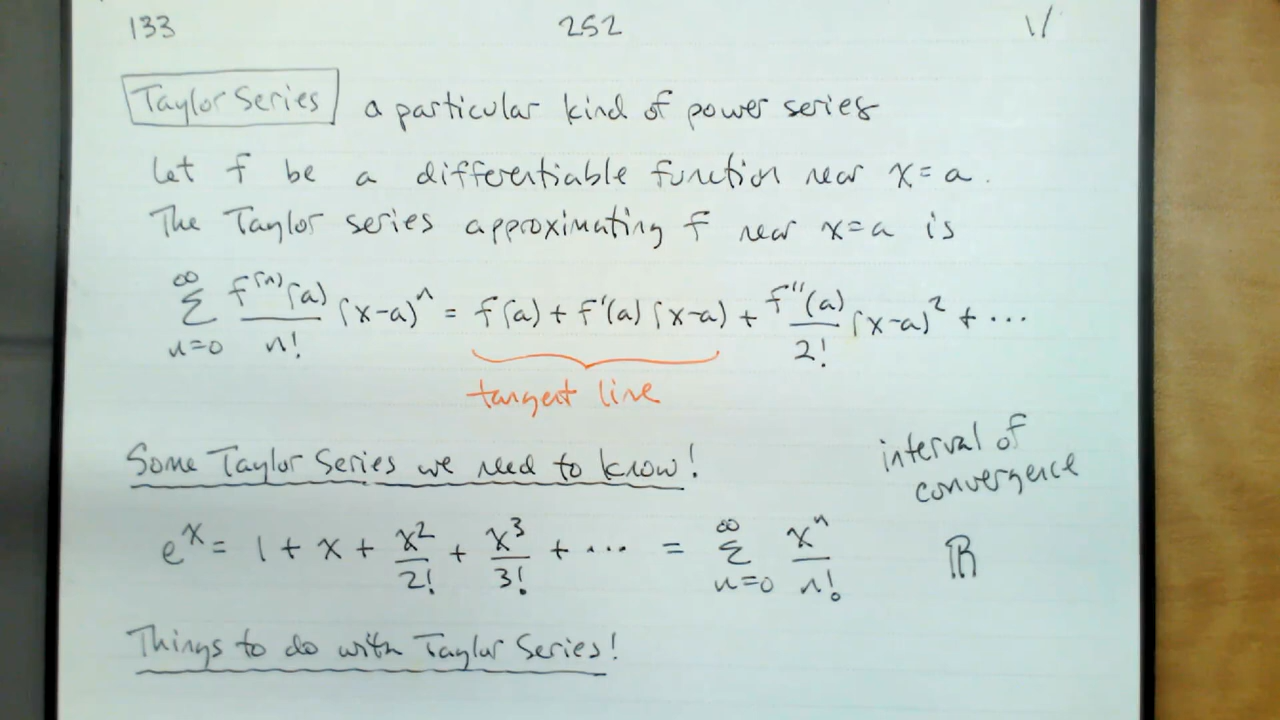 133 252 1/
Taylor Series a particular kind of power series
Let f be a differentiable function near x=a.
The Taylor series approximating f near x=a is
∞ Σ n=0 f⁽ⁿ⁾(a)/n! (x-a)ⁿ = f(a) + f'(a)(x-a) + f''(a)/2! (x-a)² + ...
tangent line
Some Taylor Series we need to know!
interval of
convergence
eˣ = 1 + x + x²/2! + x³/3! + ... = ∞ Σ n=0 xⁿ/n! ℝ
Things to do with Taylor Series!